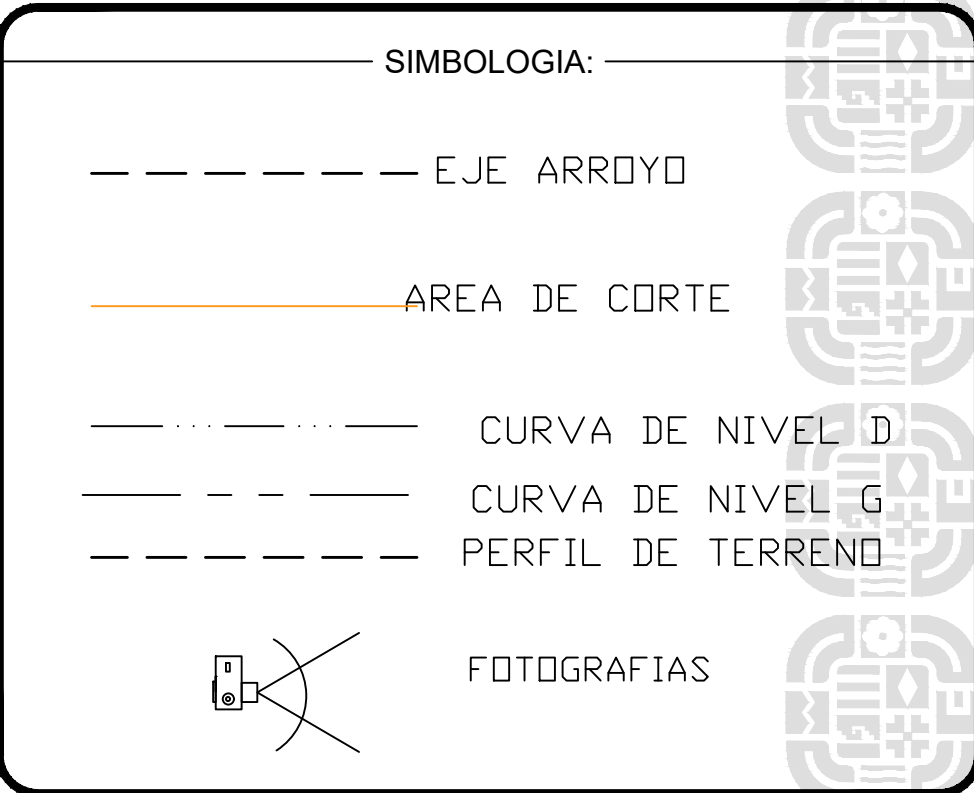 SIMBOLOGIA:
EJE ARROYO
AREA DE CORTE
CURVA DE NIVEL D
CURVA DE NIVEL G
PERFIL DE TERRENO
FOTOGRAFIAS